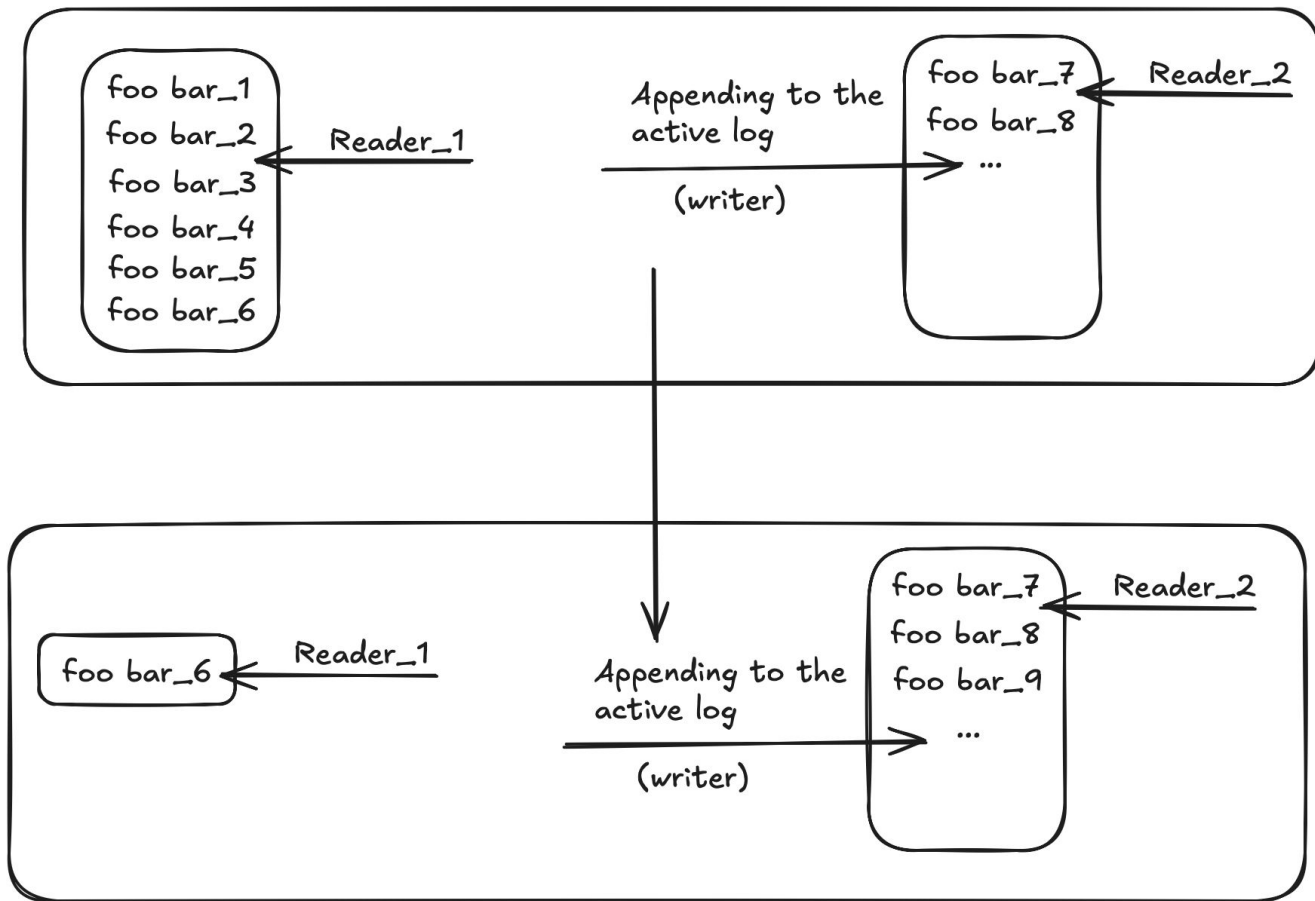 foo bar_1
foo bar_2
foo bar_3
foo bar_4
foo bar_5
foo bar_6
Reader_1
Appending to the
active log
(writer)
foo bar_7
foo bar_8
...
Reader_2
foo bar_6
Reader_1
Appending to the
active log
(writer)
foo bar_7
foo bar_8
foo bar_9
...
Reader_2